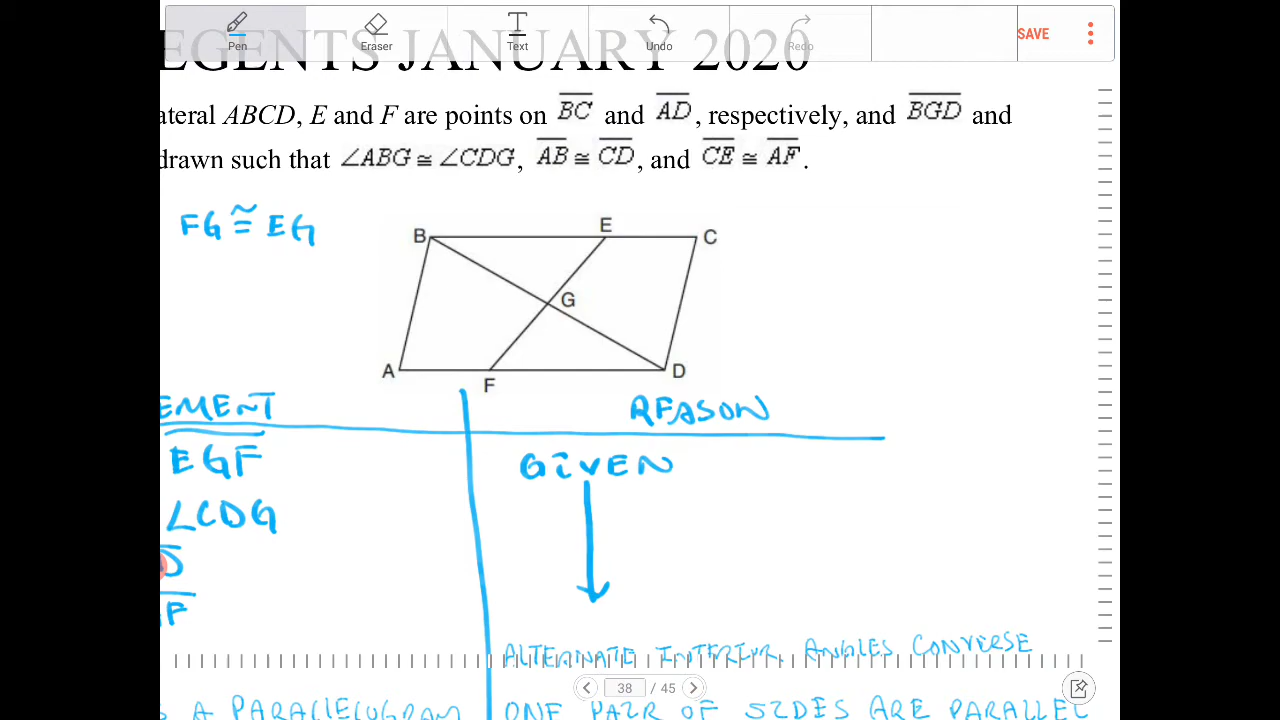 Pen Eraser Text Undo Redo SAVE
EGENTS JANUARY 2020
ateral ABCD, E and F are points on BC and AD, respectively, and BGD and
drawn such that ∠ABG ≅ ∠CDG, AB ≅ CD, and CE ≅ AF.
FG ≅ EG
B E C
G
A F D
EMENT REASON
EGF GIVEN
∠CDG
D
F
ALTERNATE INTERIOR ANGLES CONVERSE
38 / 45
A PARALLELOGRAM ONE PAIR OF SIDES ARE PARALLEL